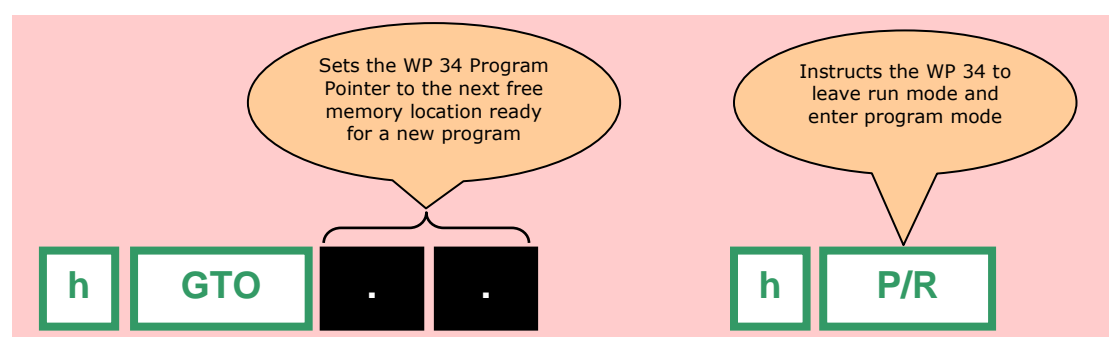 Sets the WP 34 Program
Pointer to the next free
memory location ready
for a new program
Instructs the WP 34 to
leave run mode and
enter program mode
h GTO . . h P/R